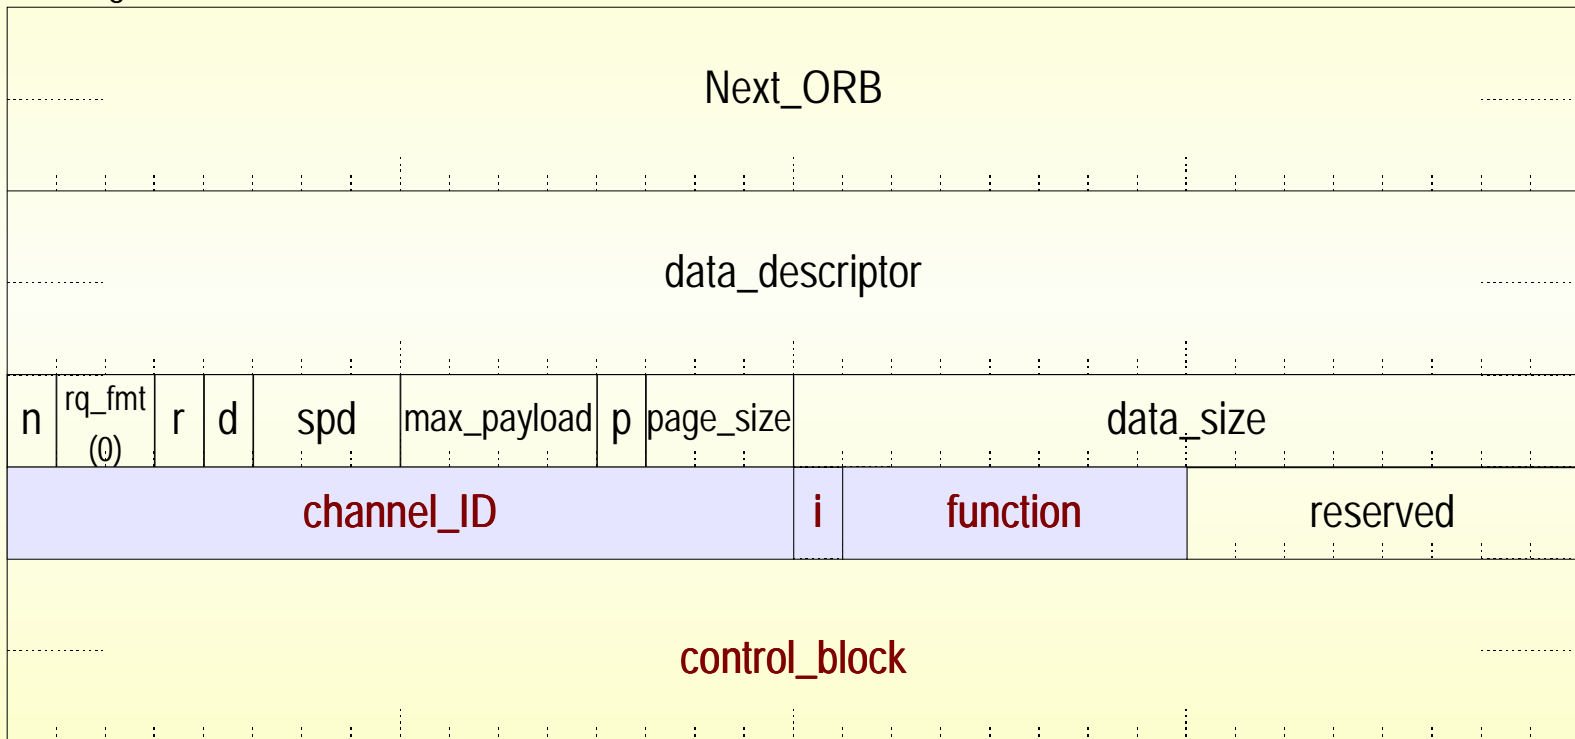 Next_ORB
data_descriptor
n rq_fmt r d spd max_payload p page_size data_size
(0)
channel_ID i function reserved
control_block